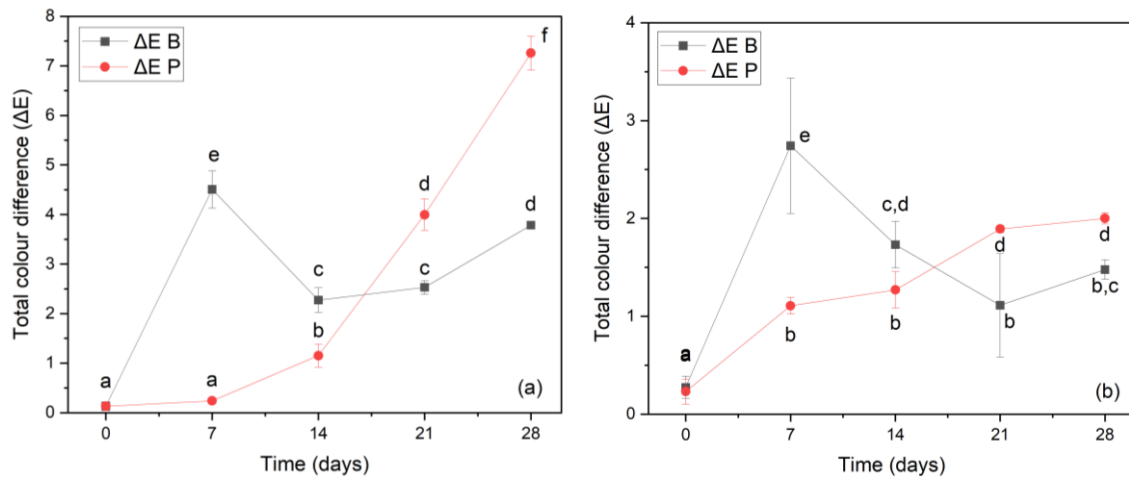 8
7
6
5
4
3
2
1
0
Total colour difference (ΔE)
ΔE B
ΔE P
a
a
e
c
b
d
c
f
d
(a)
0 7 14 21 28
Time (days)
4
3
2
1
0
Total colour difference (ΔE)
ΔE B
ΔE P
a
a
e
b
c,d
b
d
b
d
b,c
(b)
0 7 14 21 28
Time (days)